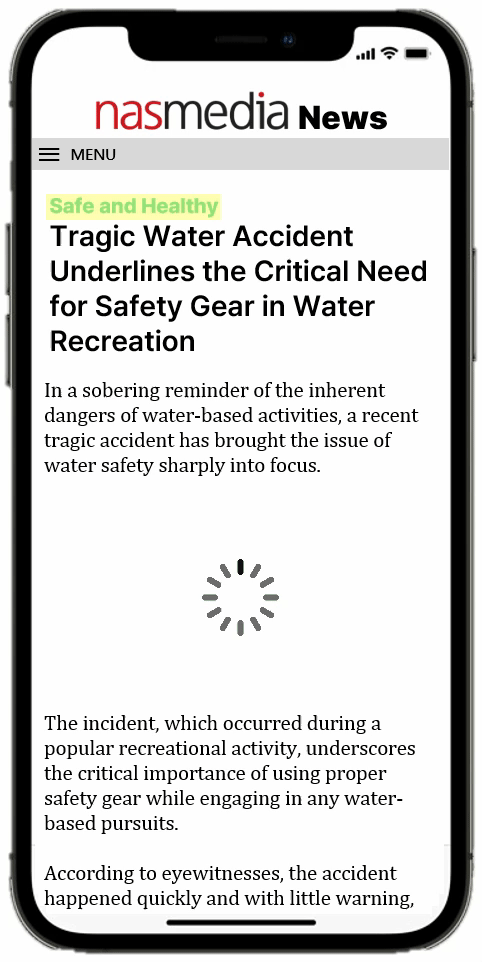 nasmedia News
MENU
Safe and Healthy
Tragic Water Accident
Underlines the Critical Need
for Safety Gear in Water
Recreation
In a sobering reminder of the inherent
dangers of water-based activities, a recent
tragic accident has brought the issue of
water safety sharply into focus.
The incident, which occurred during a
popular recreational activity, underscores
the critical importance of using proper
safety gear while engaging in any water-
based pursuits.
According to eyewitnesses, the accident
happened quickly and with little warning,